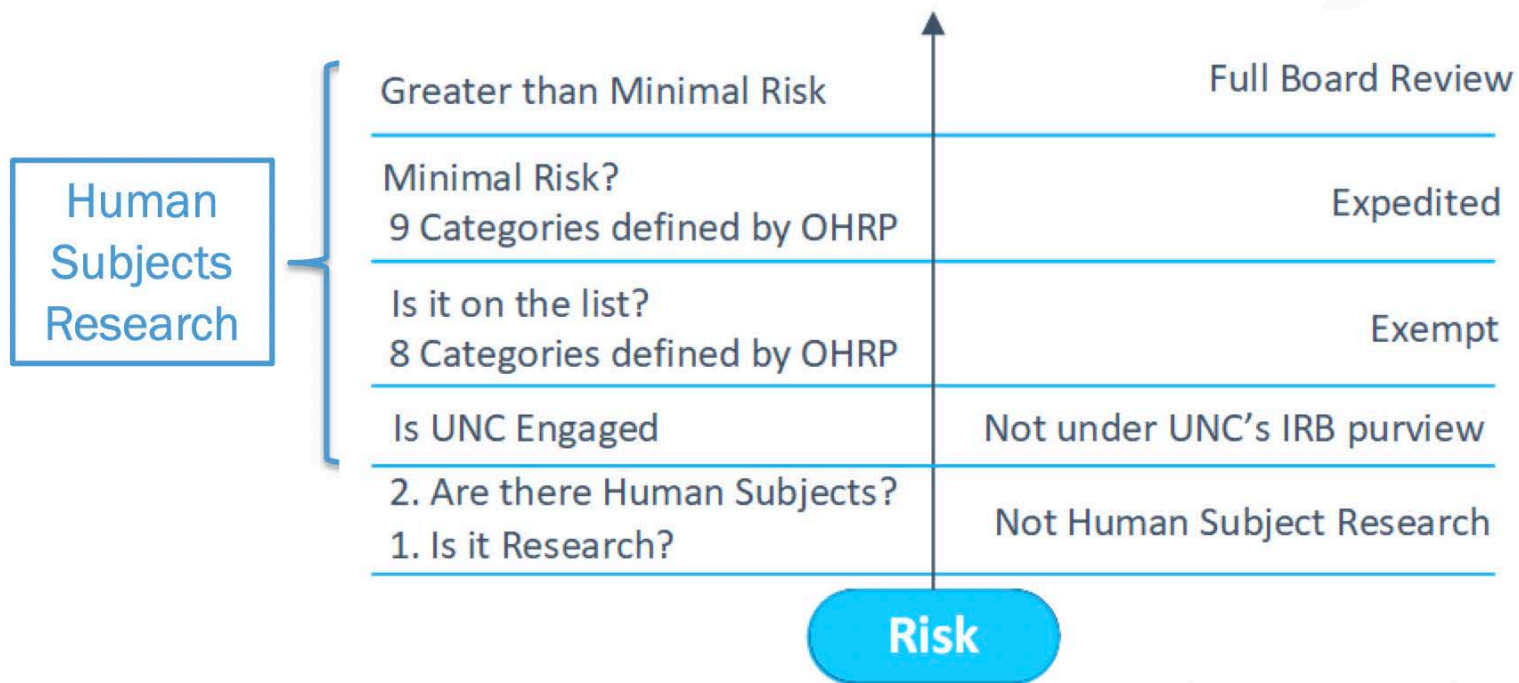 Human
Subjects
Research
Greater than Minimal Risk
Full Board Review
Minimal Risk?
9 Categories defined by OHRP
Expedited
Is it on the list?
8 Categories defined by OHRP
Exempt
Is UNC Engaged
Not under UNC’s IRB purview
2. Are there Human Subjects?
1. Is it Research?
Not Human Subject Research
Risk